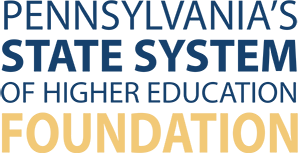 PENNSYLVANIA'S
STATE SYSTEM
OF HIGHER EDUCATION
FOUNDATION